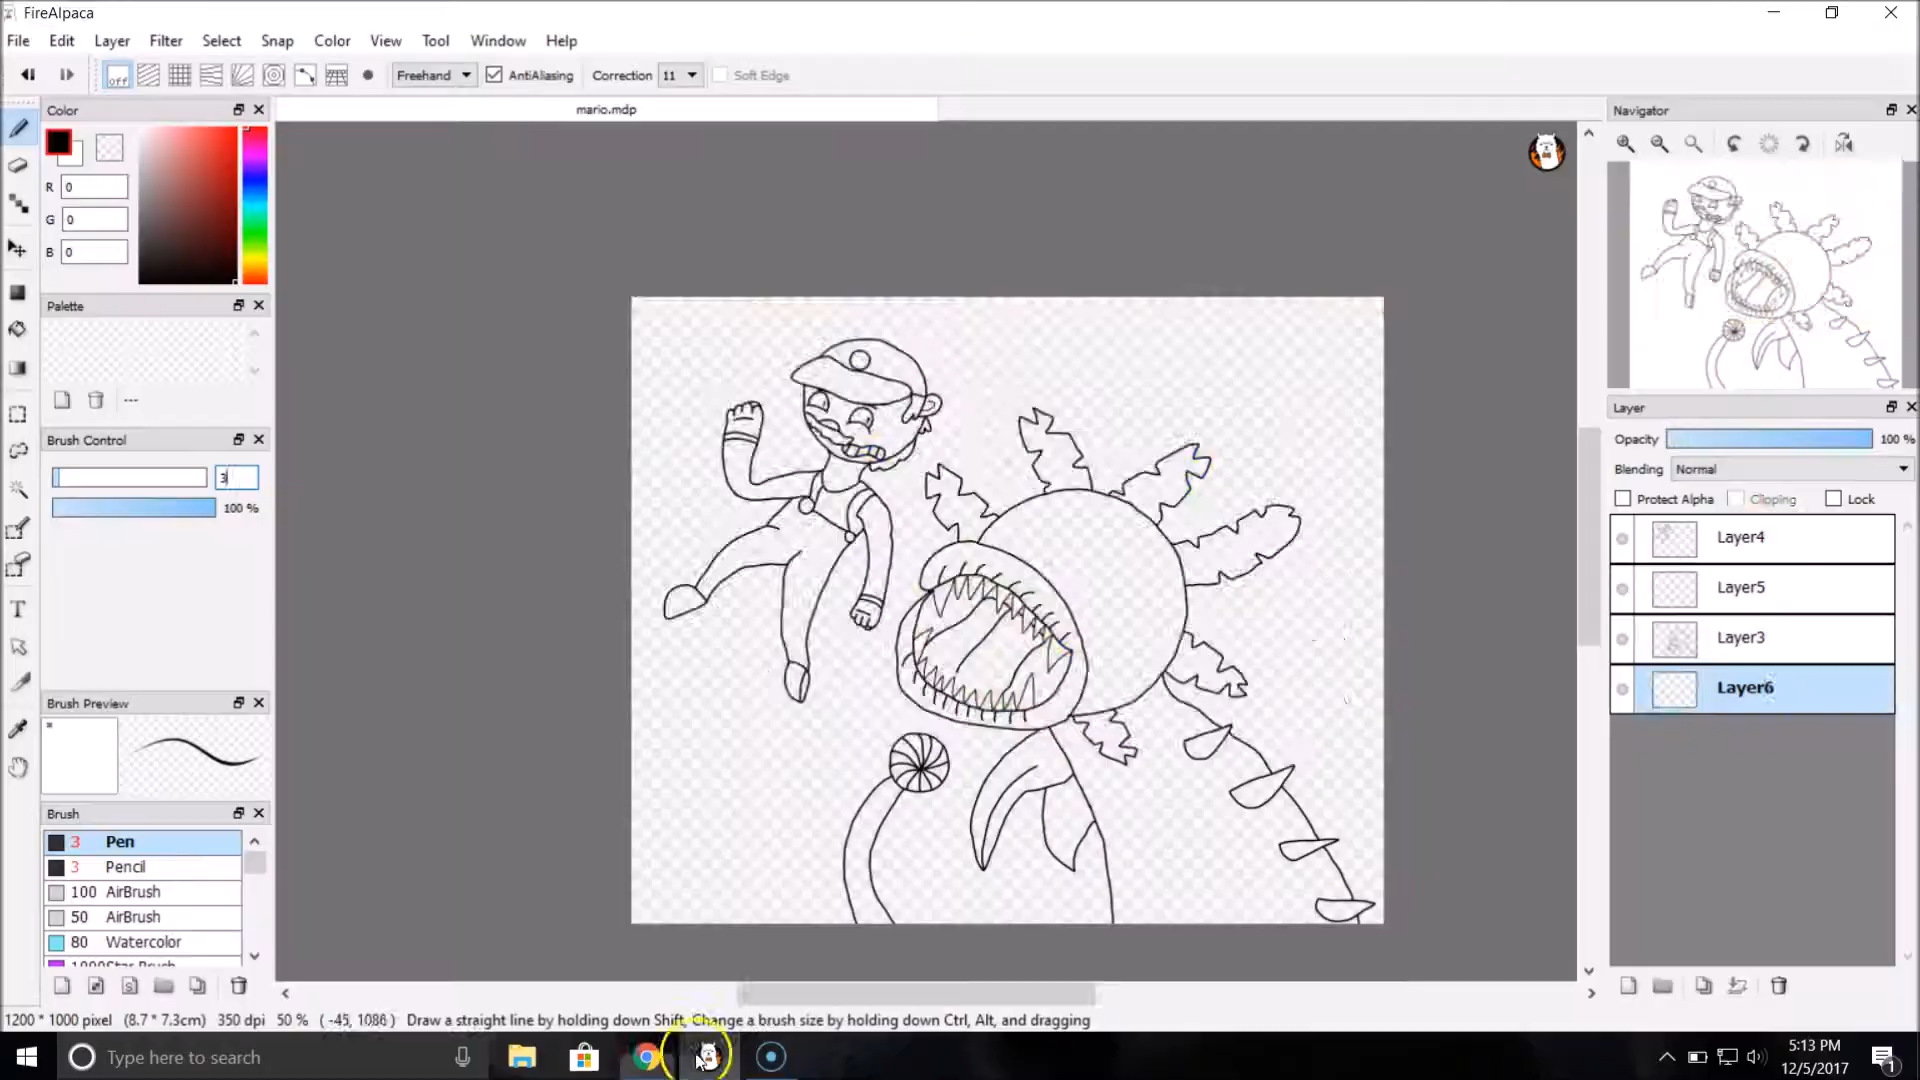 FireAlpaca
File Edit Layer Filter Select Snap Color View Tool Window Help
off Freehand AntiAliasing Correction 11 Soft Edge
Color
mario.mdp
Navigator
R 0
G 0
B 0
Palette
---
Layer
Opacity 100 %
Brush Control
Blending Normal
3
Protect Alpha Clipping Lock
100 %
Layer4
Layer5
Layer3
Layer6
Brush Preview
Brush
3 Pen
3 Pencil
100 AirBrush
50 AirBrush
80 Watercolor
1200 * 1000 pixel (8.7 * 7.3cm) 350 dpi 50 % ( -45, 1086 ) Draw a straight line by holding down Shift, Change a brush size by holding down Ctrl, Alt, and dragging
Type here to search
5:13 PM
12/5/2017
1